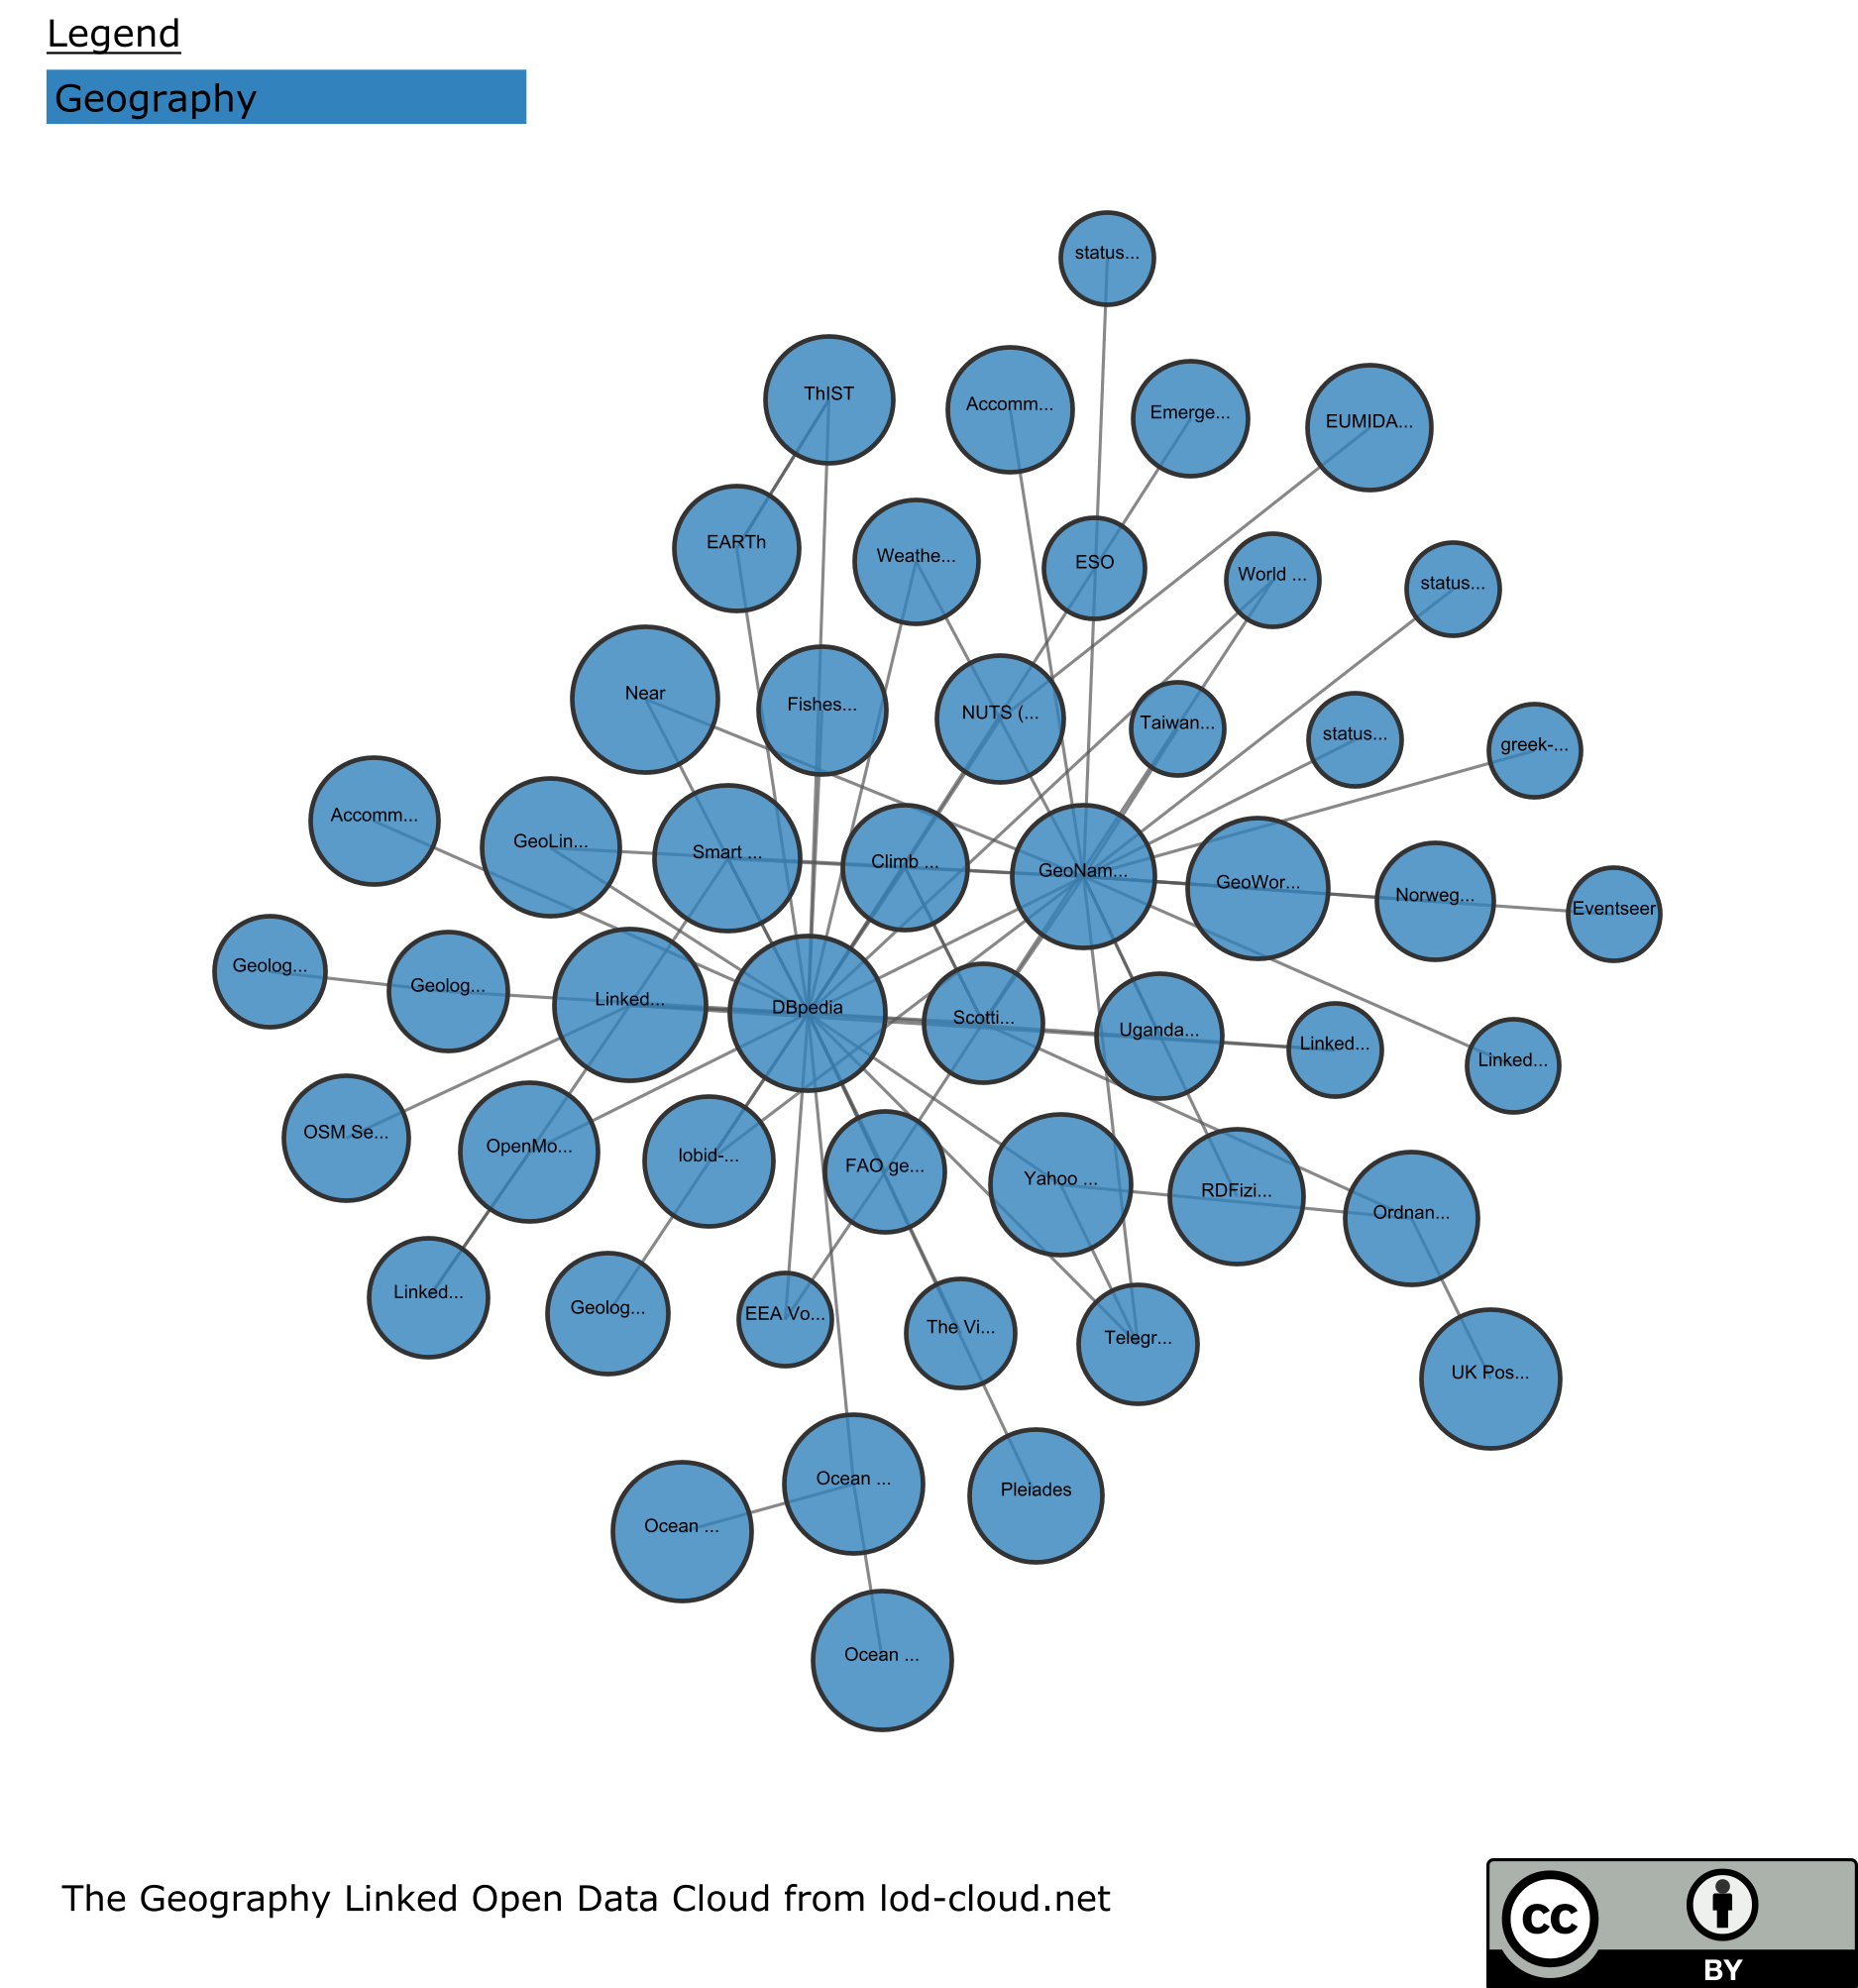 Legend
Geography
status...
ThIST
Accomm...
Emerge...
EUMIDA...
EARTh
Weathe...
ESO
World ...
status...
Near
Fishes...
NUTS (...
Taiwan...
status...
greek-...
Accomm...
GeoLin...
Smart ...
Climb ...
GeoNam...
GeoWor...
Norweg...
Eventseer
Geolog...
Geolog...
Linked...
DBpedia
Scotti...
Uganda...
Linked...
Linked...
OSM Se...
OpenMo...
lobid-...
FAO ge...
Yahoo ...
RDFizi...
Ordnan...
Linked...
Geolog...
EEA Vo...
The Vi...
Telegr...
UK Pos...
Ocean ...
Ocean ...
Pleiades
Ocean ...
The Geography Linked Open Data Cloud from lod-cloud.net
cc
BY